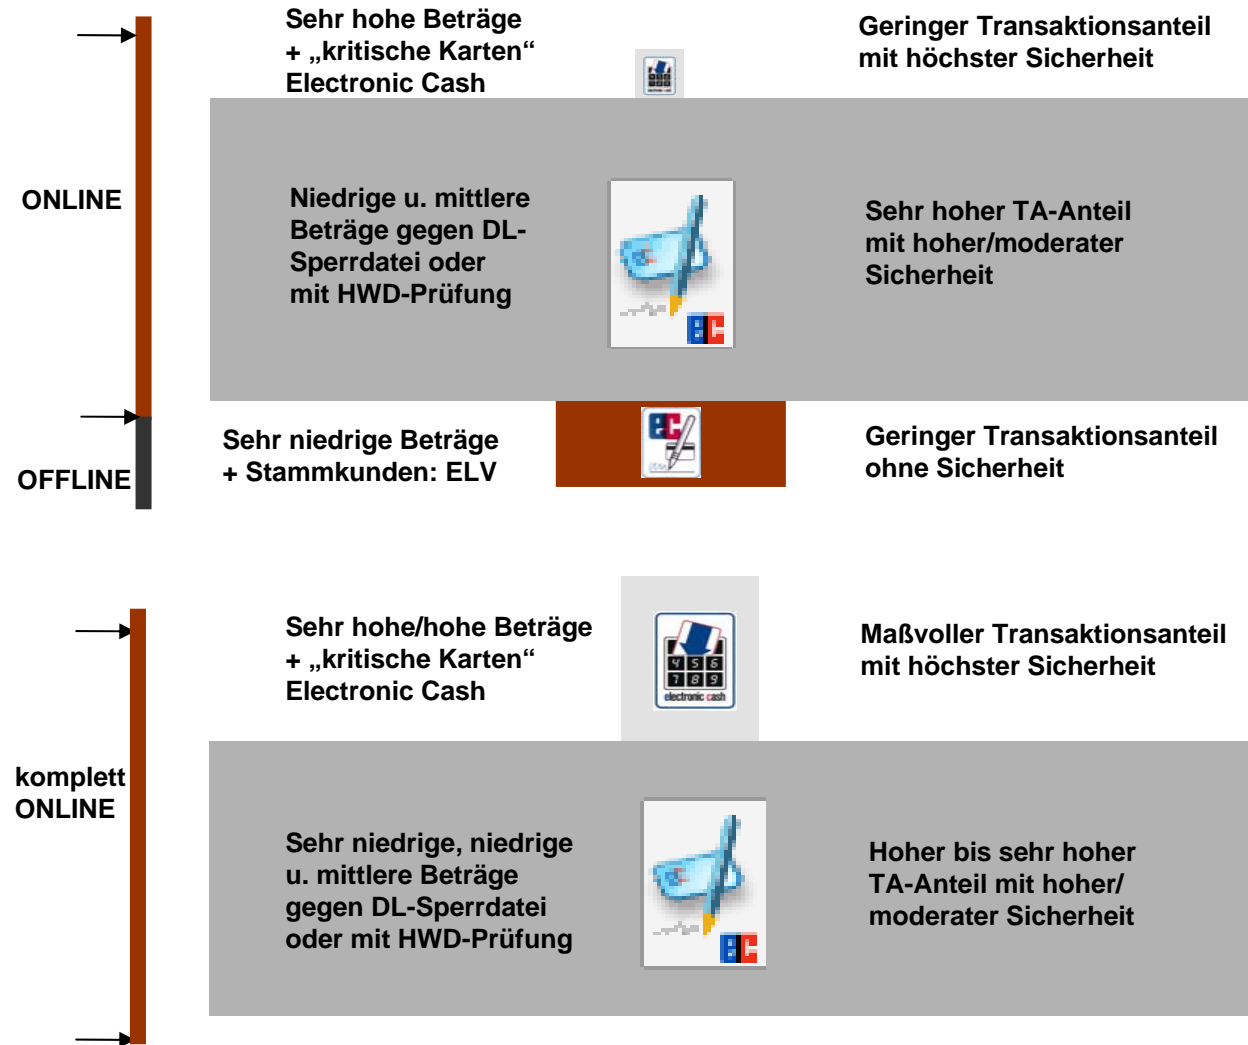 Sehr hohe Beträge
+ „kritische Karten“
Electronic Cash
Geringer Transaktionsanteil
mit höchster Sicherheit
ONLINE
Niedrige u. mittlere
Beträge gegen DL-
Sperrdatei oder
mit HWD-Prüfung
EC
Sehr hoher TA-Anteil
mit hoher/moderater
Sicherheit
OFFLINE
Sehr niedrige Beträge
+ Stammkunden: ELV
ec
Geringer Transaktionsanteil
ohne Sicherheit
Sehr hohe/hohe Beträge
+ „kritische Karten“
Electronic Cash
4 5 6
7 8 9
electronic cash
Maßvoller Transaktionsanteil
mit höchster Sicherheit
komplett
ONLINE
Sehr niedrige, niedrige
u. mittlere Beträge
gegen DL-Sperrdatei
oder mit HWD-Prüfung
EC
Hoher bis sehr hoher
TA-Anteil mit hoher/
moderater Sicherheit